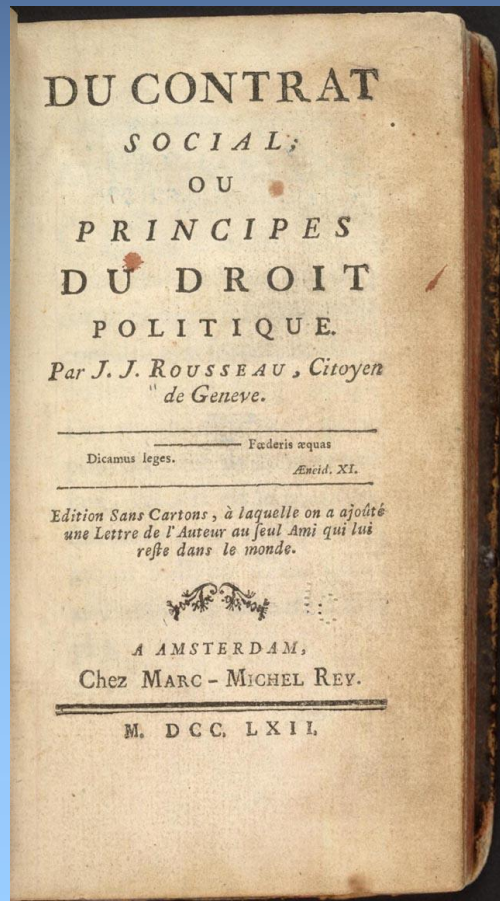 DU CONTRAT
SOCIAL;
OU
PRINCIPES
DU DROIT
POLITIQUE.
Par J. J. ROUSSEAU, Citoyen
de Geneve.
Fœderis æquas
Dicamus leges.
Æneid. XI.
Edition Sans Cartons, à laquelle on a ajoûté
une Lettre de l'Auteur au ſeul Ami qui lui
reſte dans le monde.
A AMSTERDAM,
Chez MARC-MICHEL REY.
M. DCC. LXII.